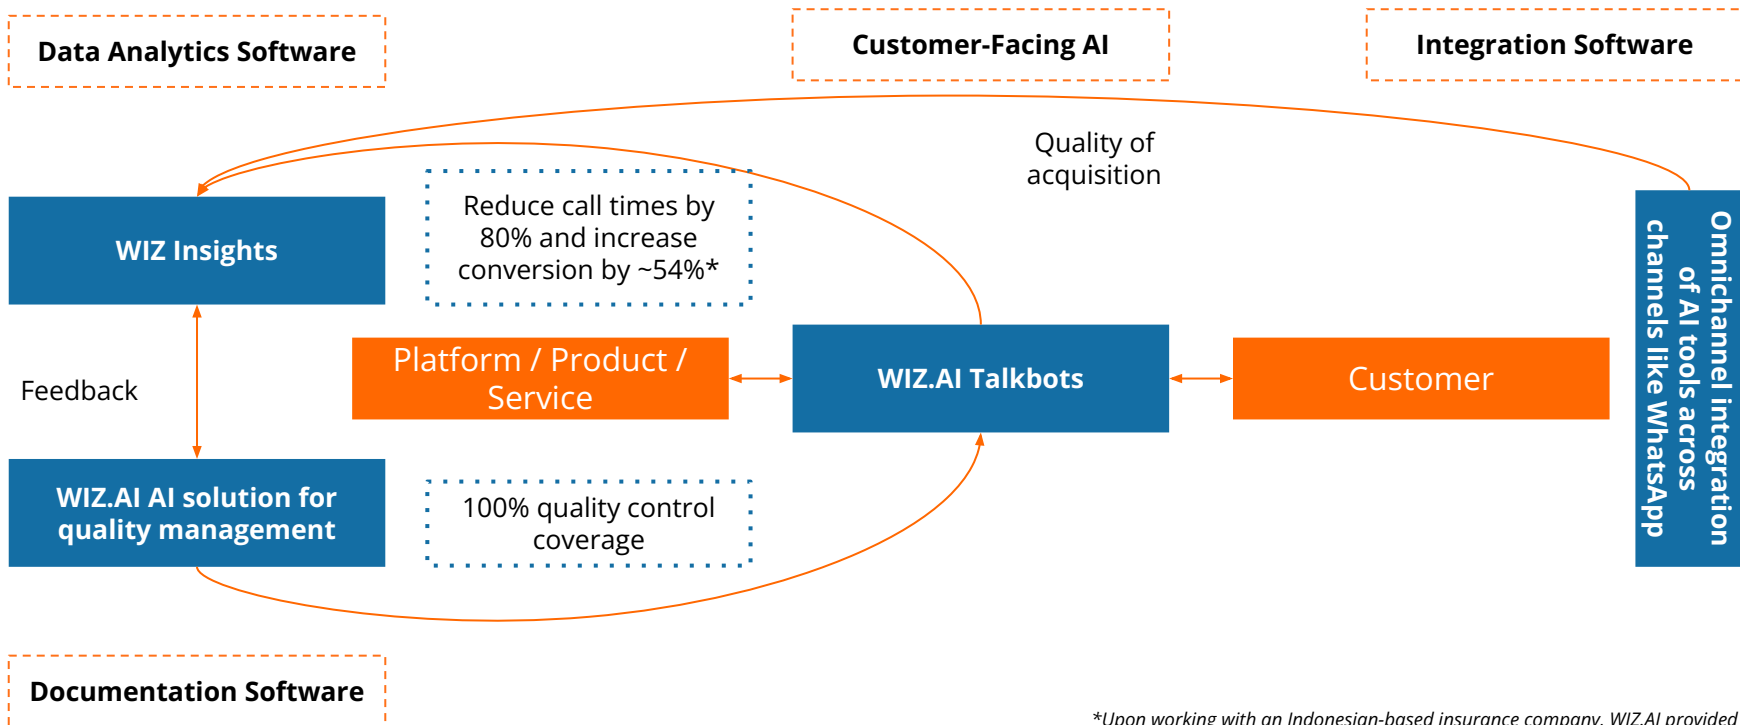 Data Analytics Software
Customer-Facing AI
Integration Software
Quality of
acquisition
Reduce call times by
80% and increase
conversion by ~54%*
WIZ Insights
Omnichannel integration
of AI tools across
channels like WhatsApp
Platform / Product /
Service
WIZ.AI Talkbots
Customer
Feedback
WIZ.AI AI solution for
quality management
100% quality control
coverage
Documentation Software
*Upon working with an Indonesian-based insurance company, WIZ.AI provided